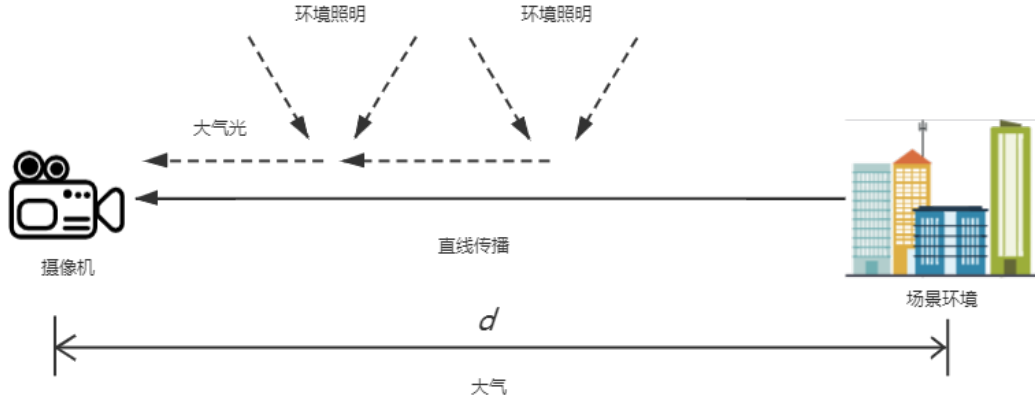 环境照明
环境照明
大气光
直线传播
摄像机
场景环境
d
大气